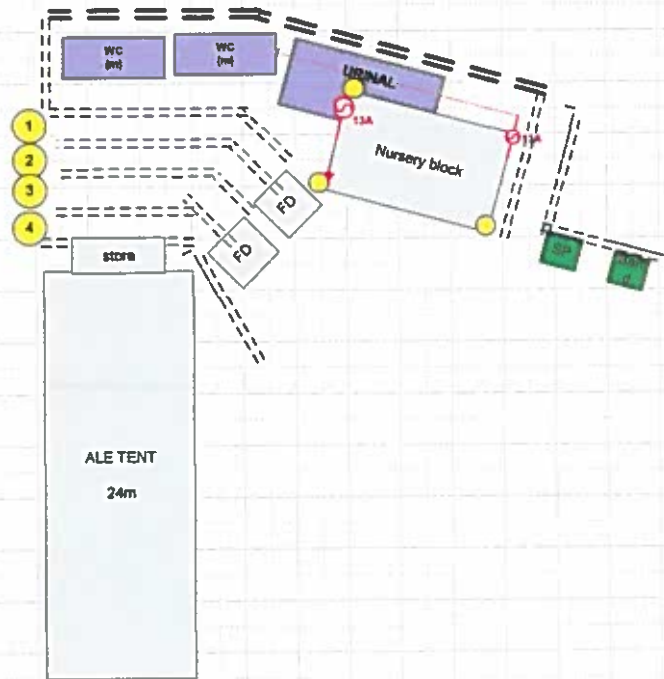 WC
(m)
WC
(m)
URINAL
13A
13A
Nursery block
1
2
3
4
FD
FD
store
SP
ALE TENT
24m